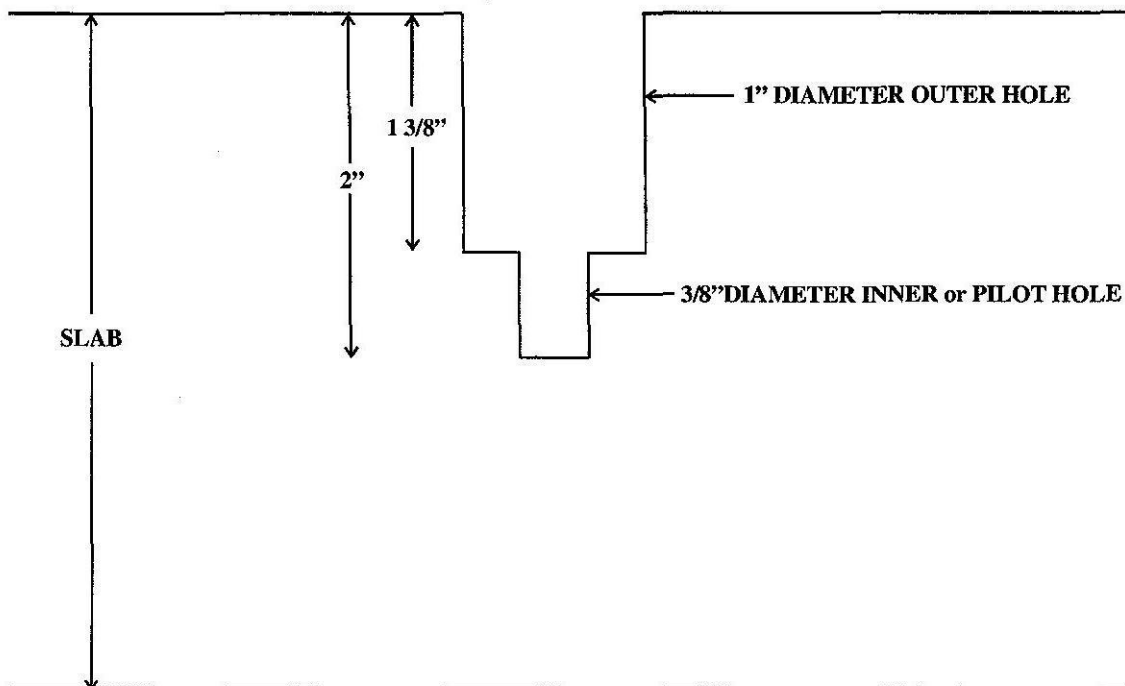 1” DIAMETER OUTER HOLE
1 3/8”
2”
3/8”DIAMETER INNER or PILOT HOLE
SLAB